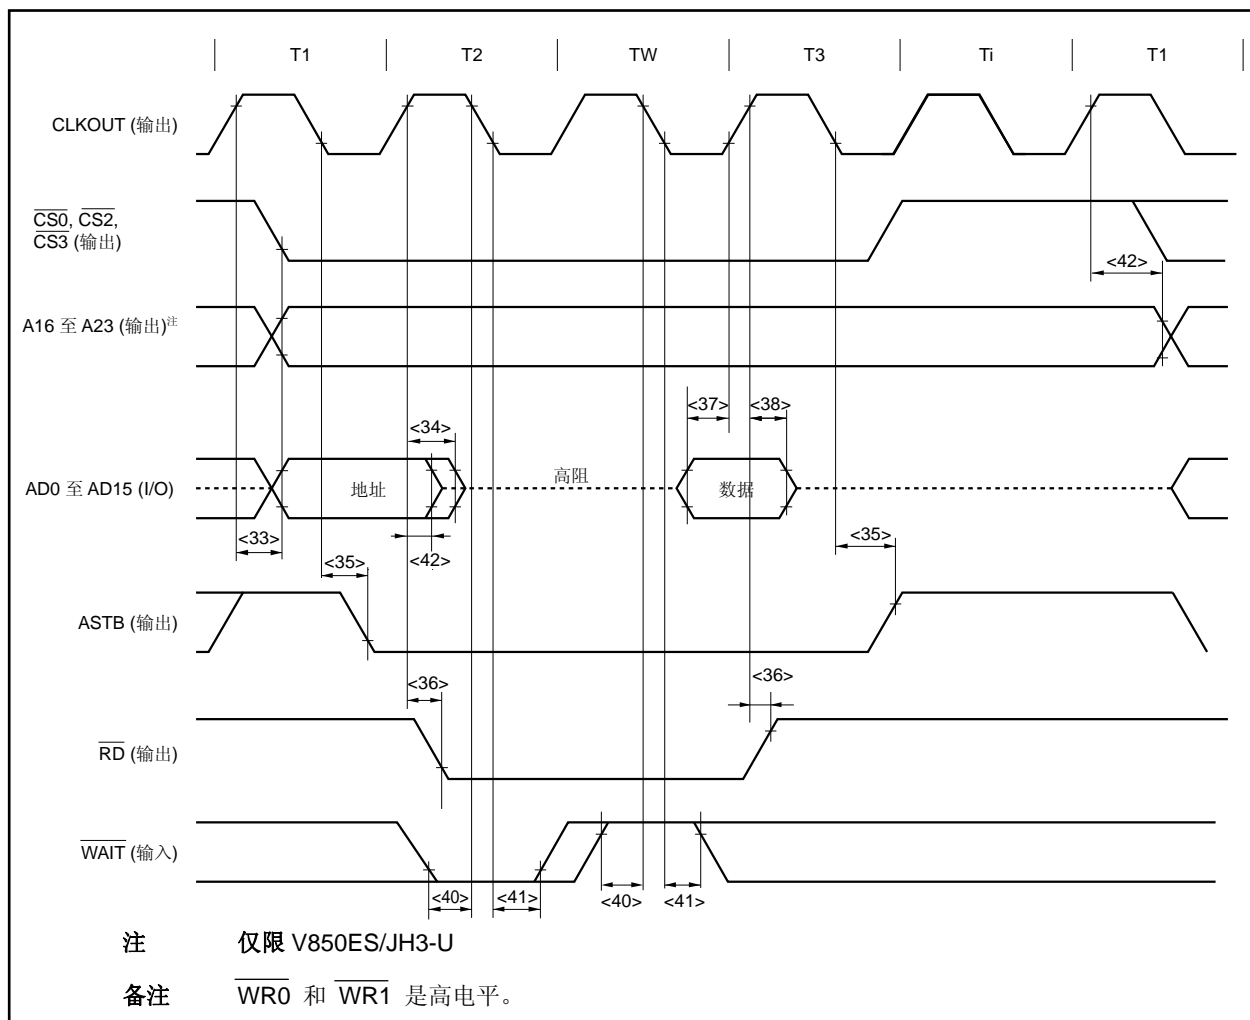 T1 T2 TW T3 Ti T1
CLKOUT (输出)
CS0, CS2,
CS3 (输出)
<42>
A16 至 A23 (输出)注
<37> <38>
<34>
高阻
AD0 至 AD15 (I/O) 地址 数据
<33> <35> <42> <35>
ASTB (输出)
<36> <36>
RD (输出)
WAIT (输入)
<40> <41> <40> <41>
注 仅限 V850ES/JH3-U
备注 WR0 和 WR1 是高电平。